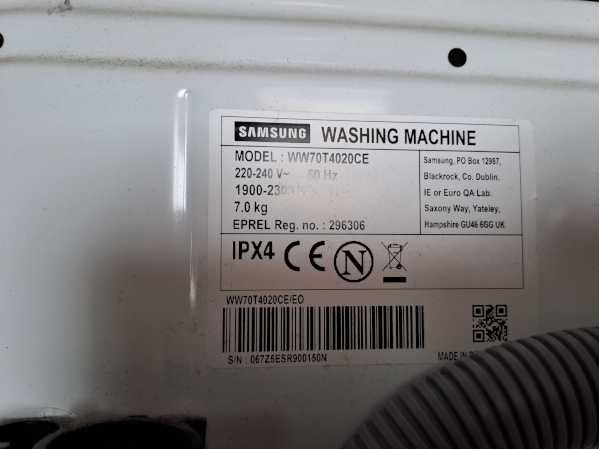 SAMSUNG WASHING MACHINE
MODEL : WW70T4020CE
220-240 V~ 50 Hz
1900-2300
7.0 kg
EPREL Reg. no. : 296306
Samsung, PO Box 12987,
Blackrock, Co. Dublin,
IE or Euro QA Lab.
Saxony Way, Yateley,
Hampshire GU46 6GG UK
IPX4 CE N
WW70T4020CE/EO
S/N : 067Z5ESR900150N
MADE IN